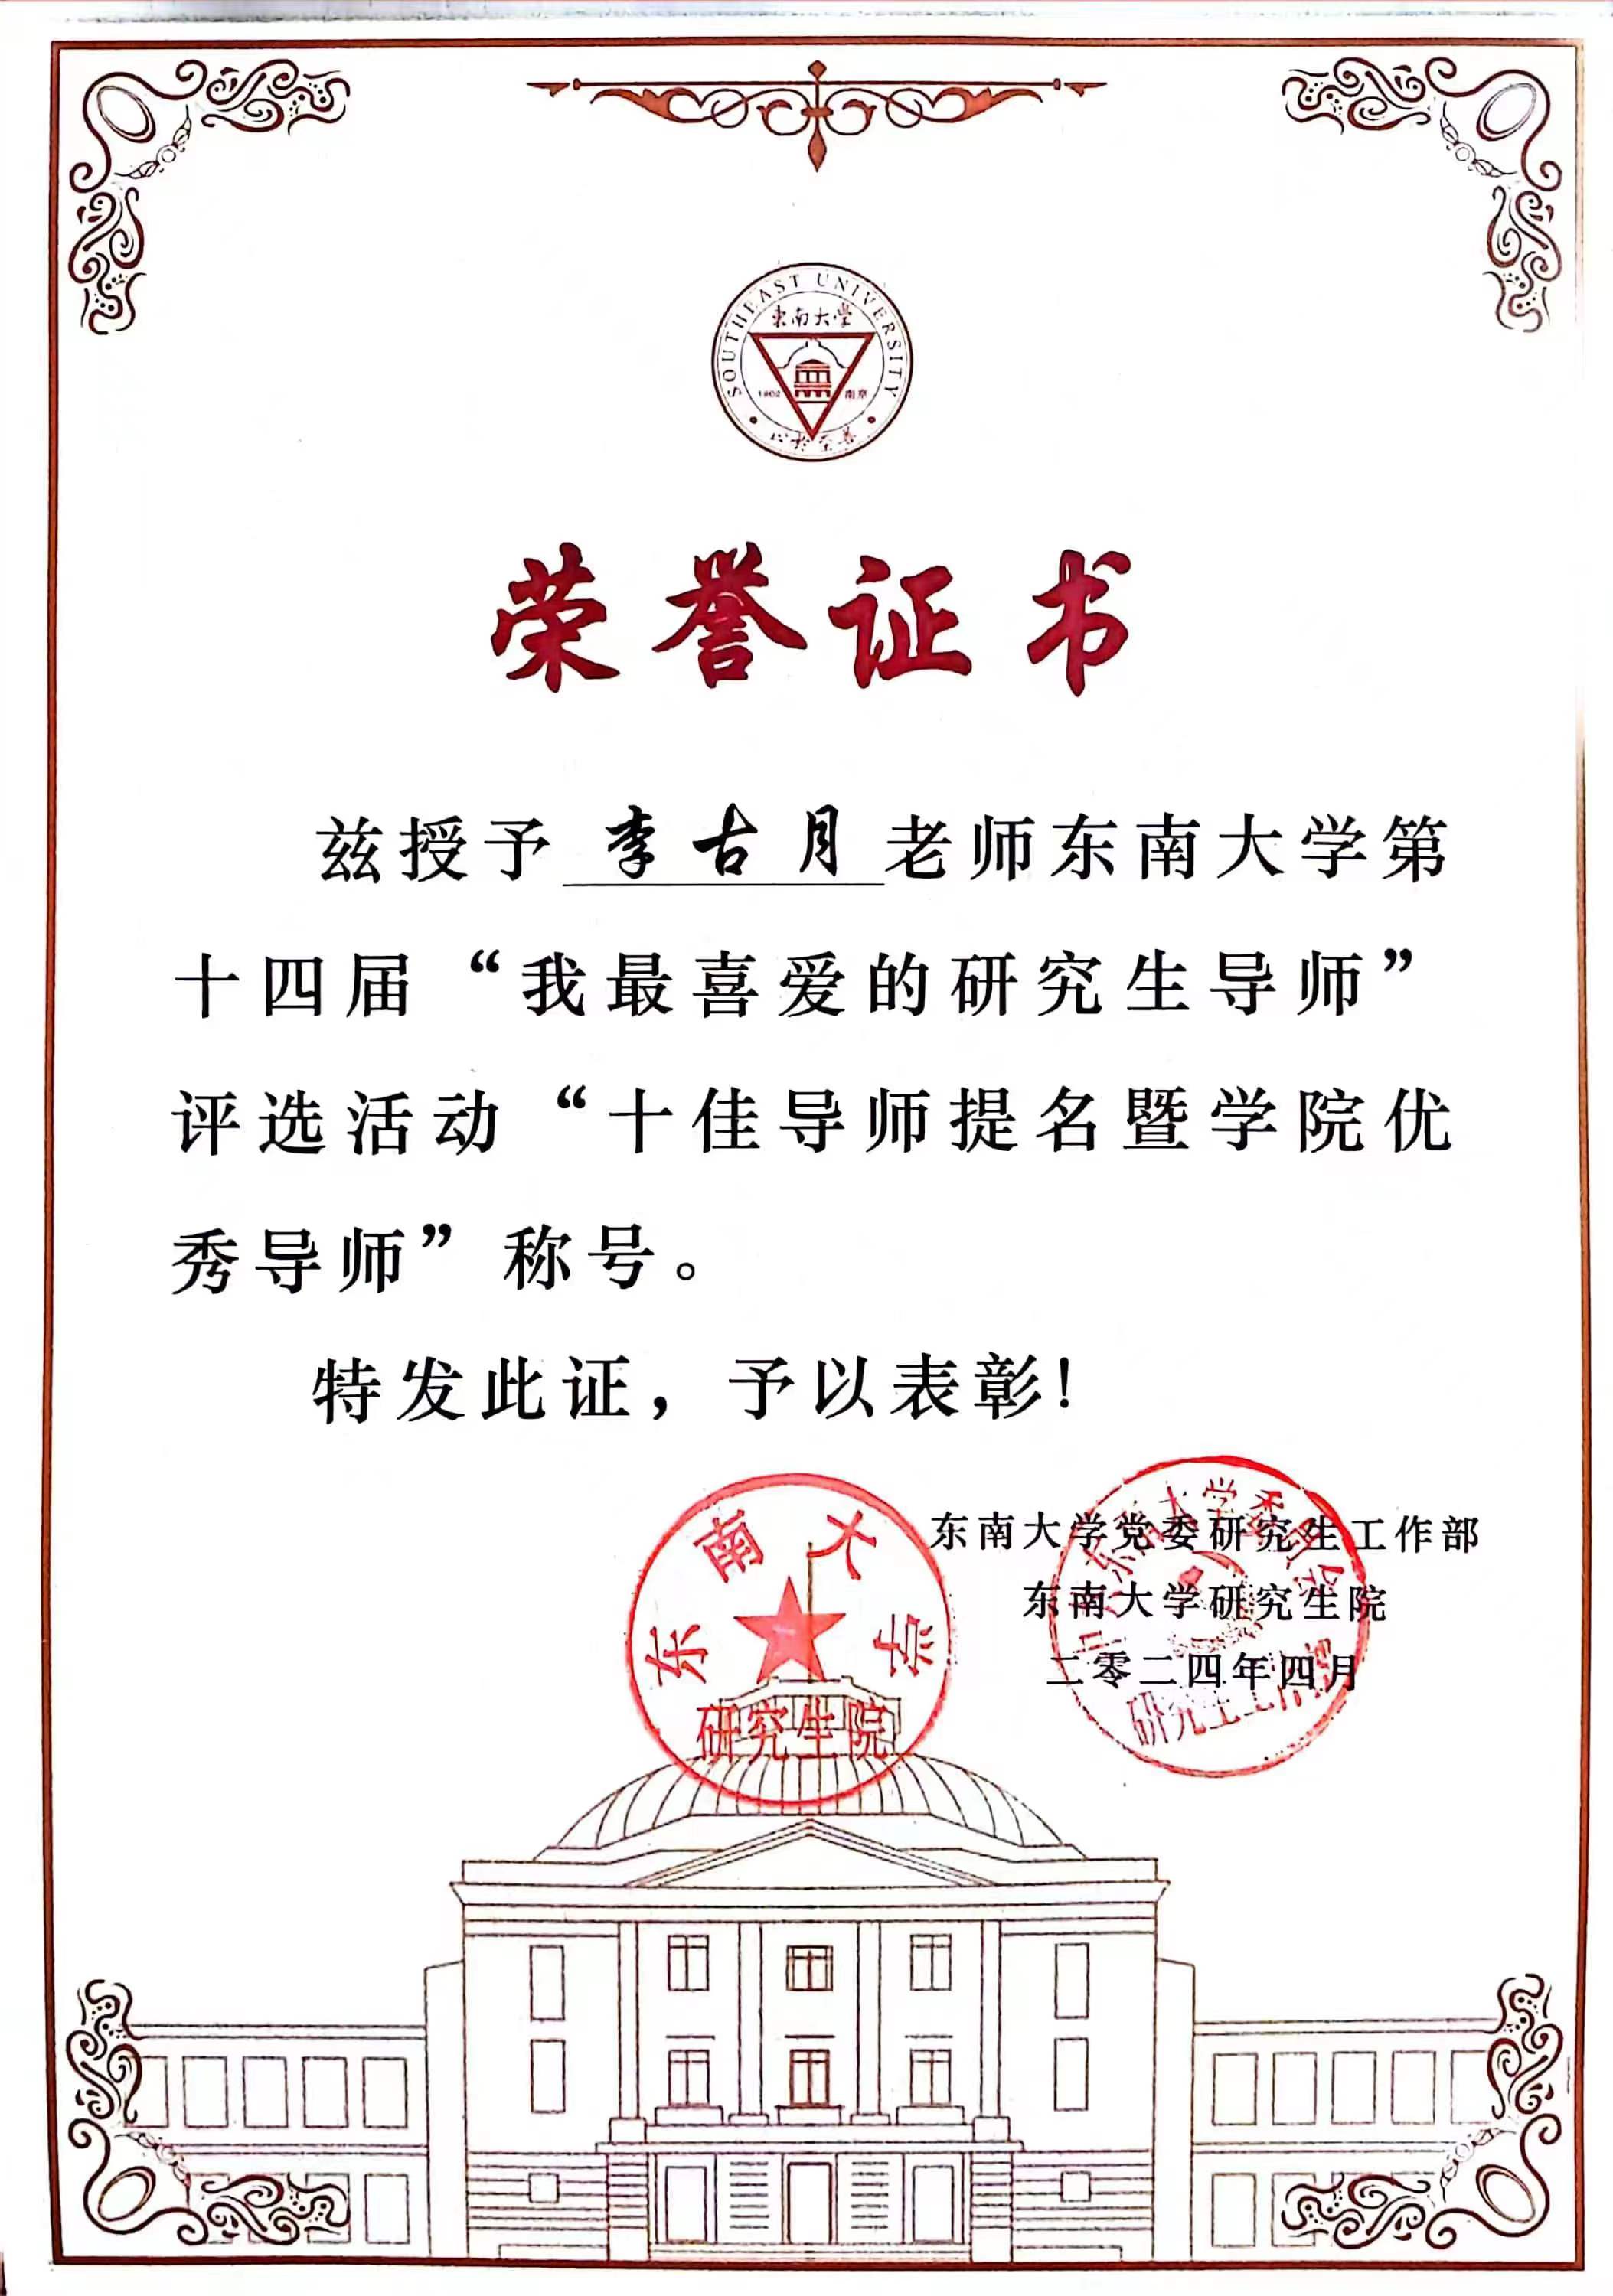 SOUTHEAST UNIVERSITY
東南大學
1902 南京
止於至善
荣誉证书
兹授予 李古月 老师东南大学第
十四届“我最喜爱的研究生导师”
评选活动“十佳导师提名暨学院优
秀导师”称号。
特发此证，予以表彰！
东南大学党委研究生工作部
东南大学研究生院
二零二四年四月
东南大学
研究生院
研究生工作部